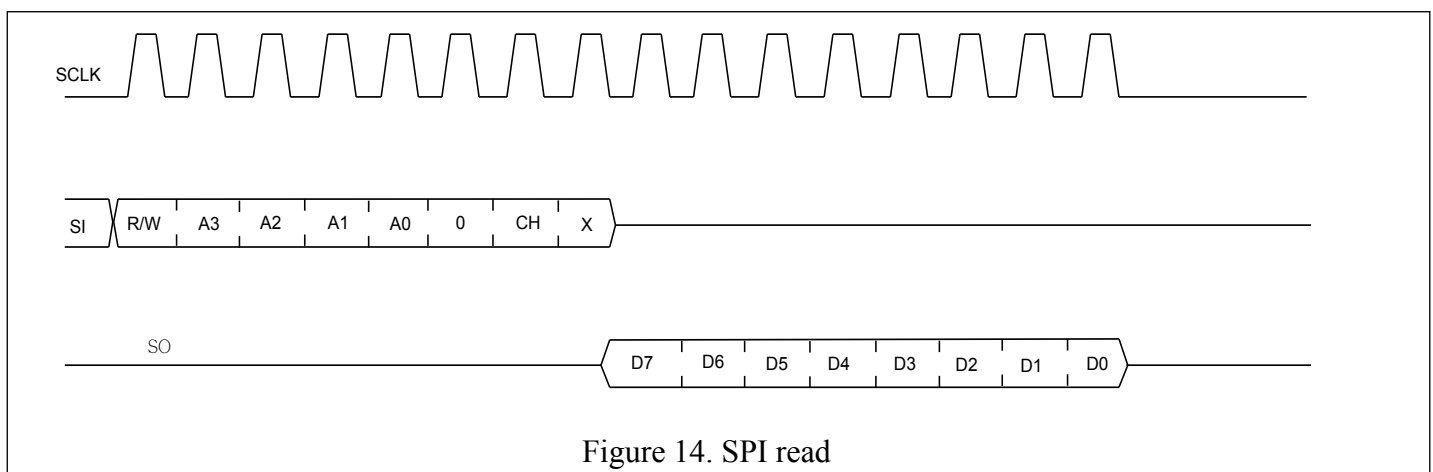 SCLK
SI R/W A3 A2 A1 A0 0 CH X
SO
D7 D6 D5 D4 D3 D2 D1 D0
Figure 14. SPI read